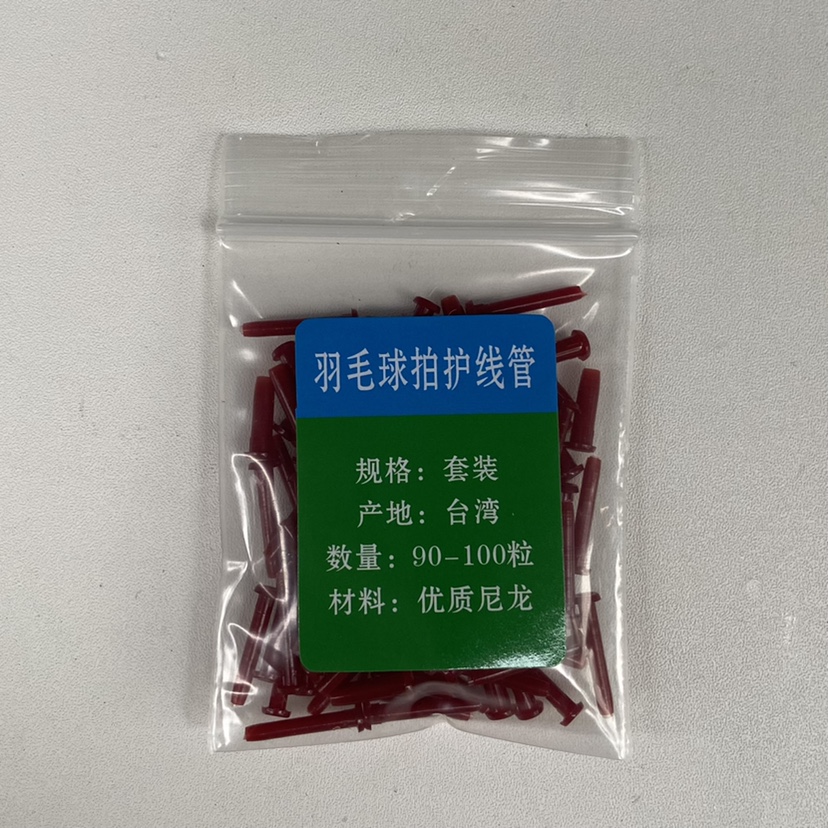 羽毛球拍护线管
规格：套装
产地：台湾
数量：90-100粒
材料：优质尼龙